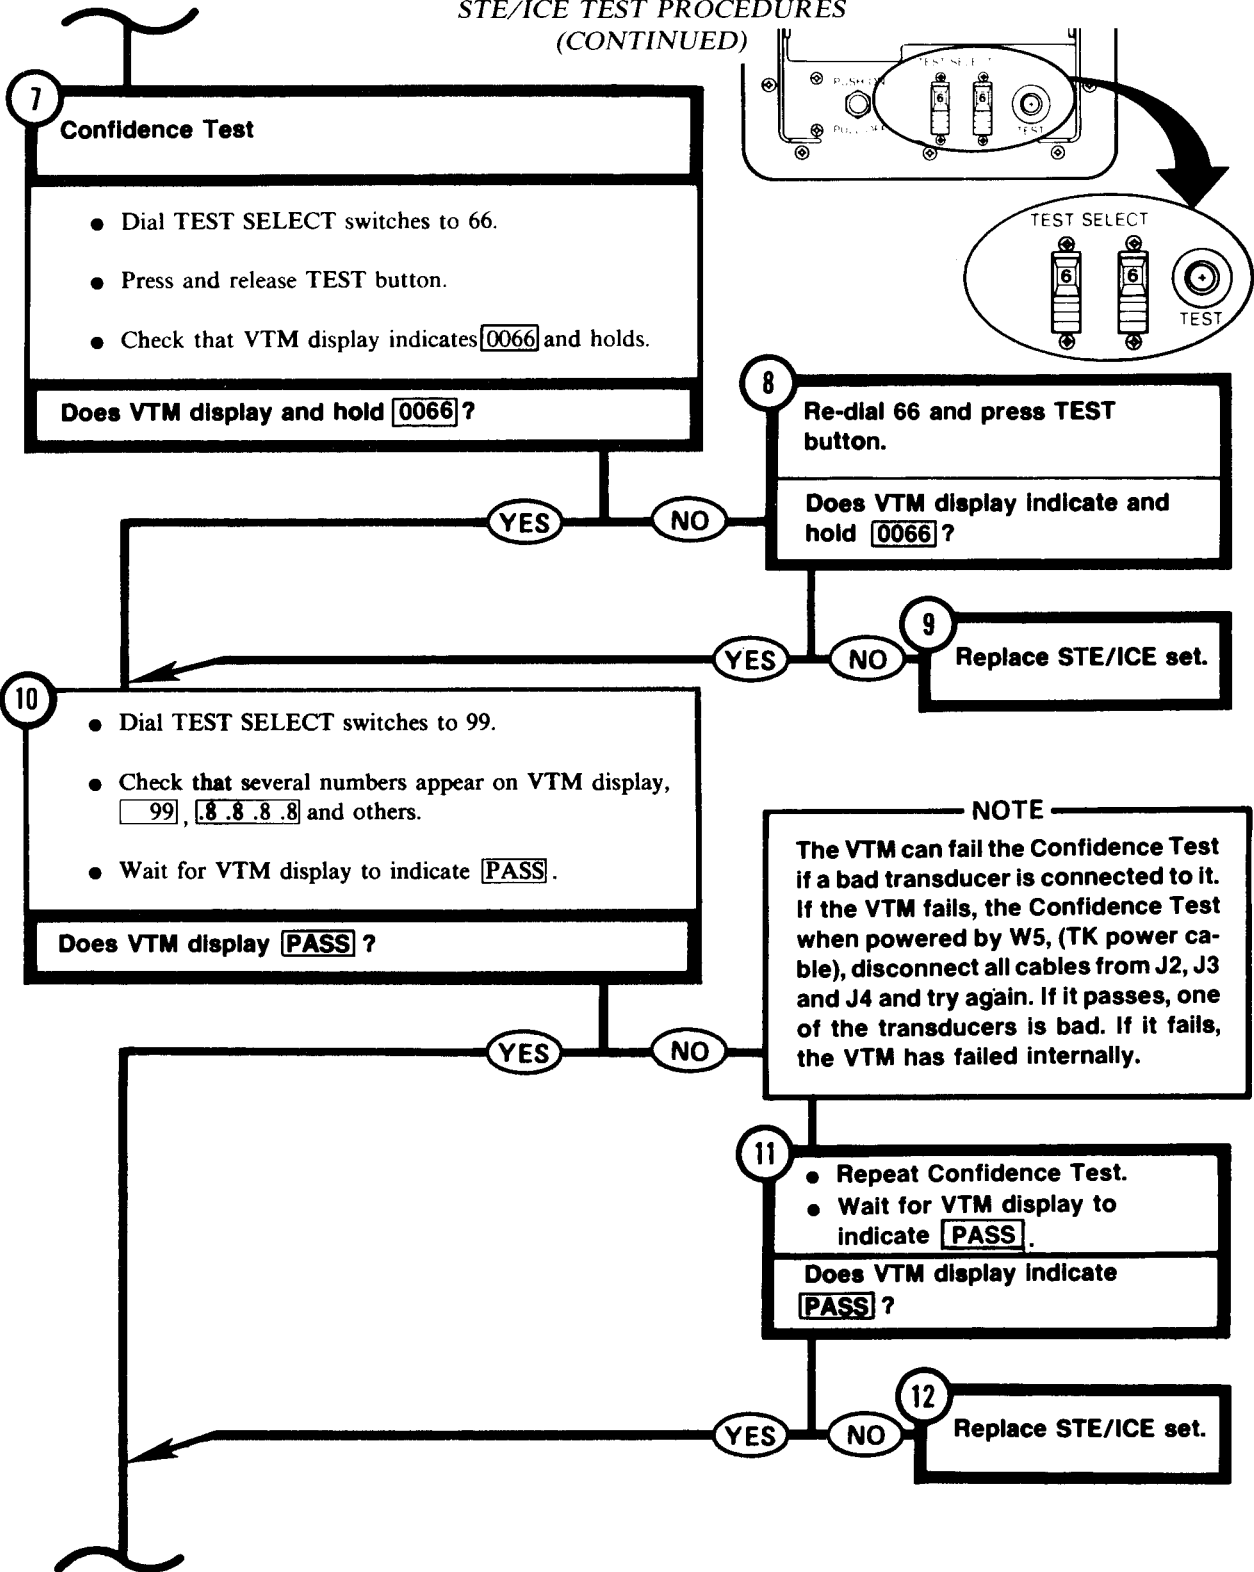 STE/ICE TEST PROCEDURES
(CONTINUED)
TEST SELECT
PUSH ON
6 6
PULL OFF
TEST
TEST SELECT
6 6
TEST
7
Confidence Test
● Dial TEST SELECT switches to 66.
● Press and release TEST button.
● Check that VTM display indicates 0066 and holds.
Does VTM display and hold 0066?
YES
NO
8
Re-dial 66 and press TEST
button.
Does VTM display indicate and
hold 0066?
YES
NO
9
Replace STE/ICE set.
10
● Dial TEST SELECT switches to 99.
● Check that several numbers appear on VTM display,
99, .8 .8 .8 .8 and others.
● Wait for VTM display to indicate PASS.
Does VTM display PASS ?
YES
NO
NOTE
The VTM can fail the Confidence Test
if a bad transducer is connected to it.
If the VTM fails, the Confidence Test
when powered by W5, (TK power ca-
ble), disconnect all cables from J2, J3
and J4 and try again. If it passes, one
of the transducers is bad. If it fails,
the VTM has failed internally.
11
● Repeat Confidence Test.
● Wait for VTM display to
indicate PASS.
Does VTM display indicate
PASS ?
YES
NO
12
Replace STE/ICE set.